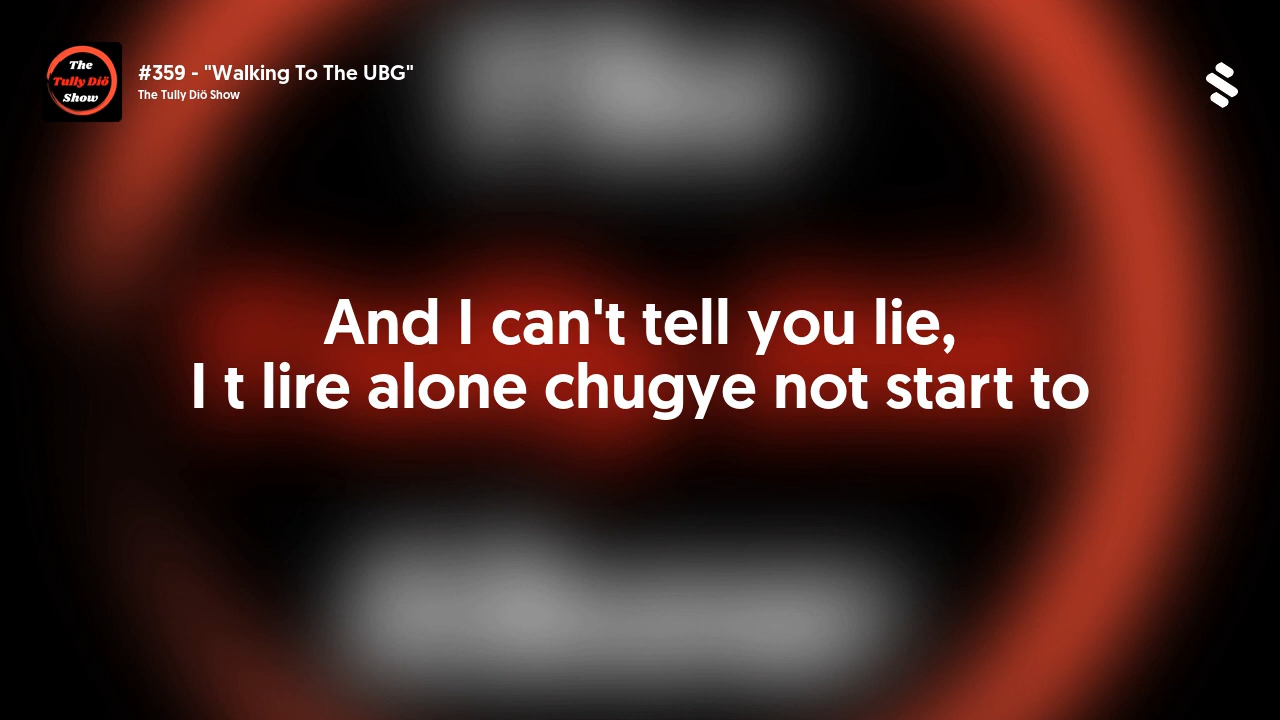 The
Tully Diö
Show
#359 - "Walking To The UBG"
The Tully Diö Show
And I can't tell you lie,
I t lire alone chugye not start to